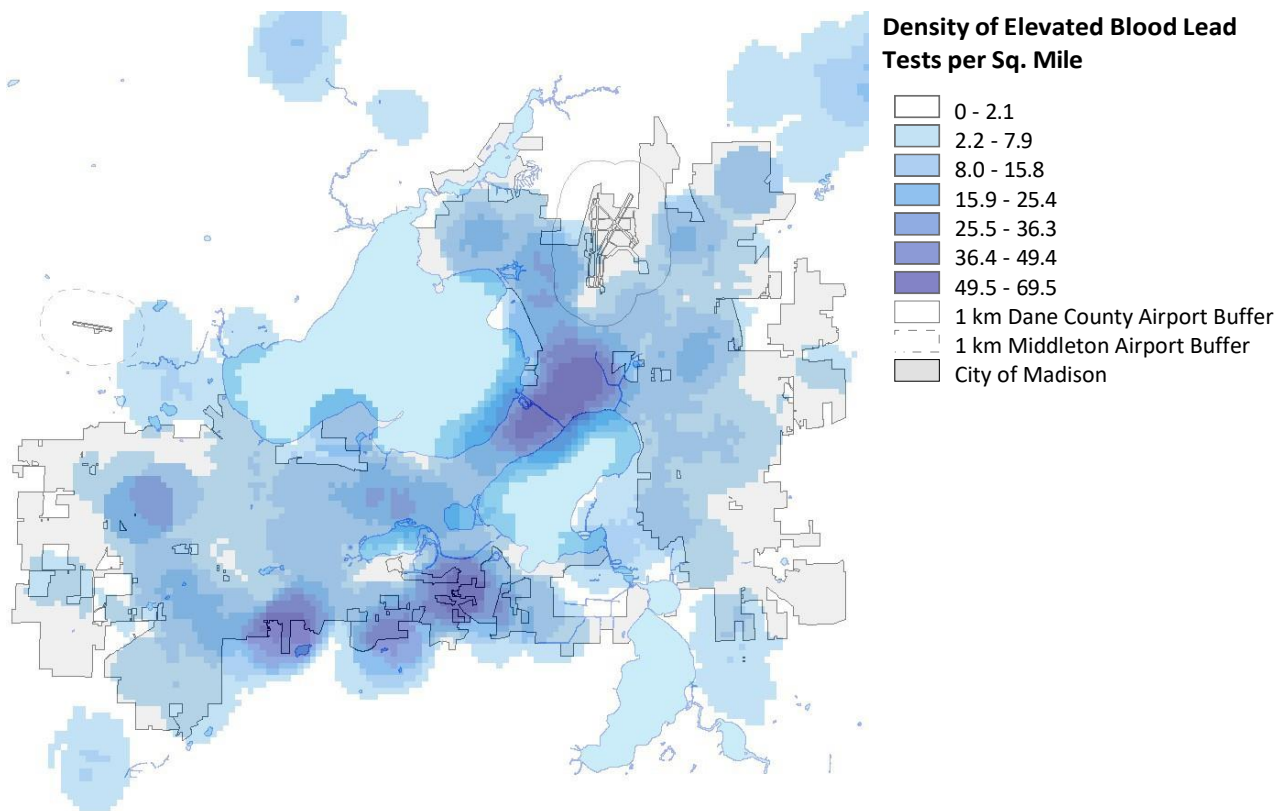 Density of Elevated Blood Lead
Tests per Sq. Mile
0 - 2.1
2.2 - 7.9
8.0 - 15.8
15.9 - 25.4
25.5 - 36.3
36.4 - 49.4
49.5 - 69.5
1 km Dane County Airport Buffer
1 km Middleton Airport Buffer
City of Madison